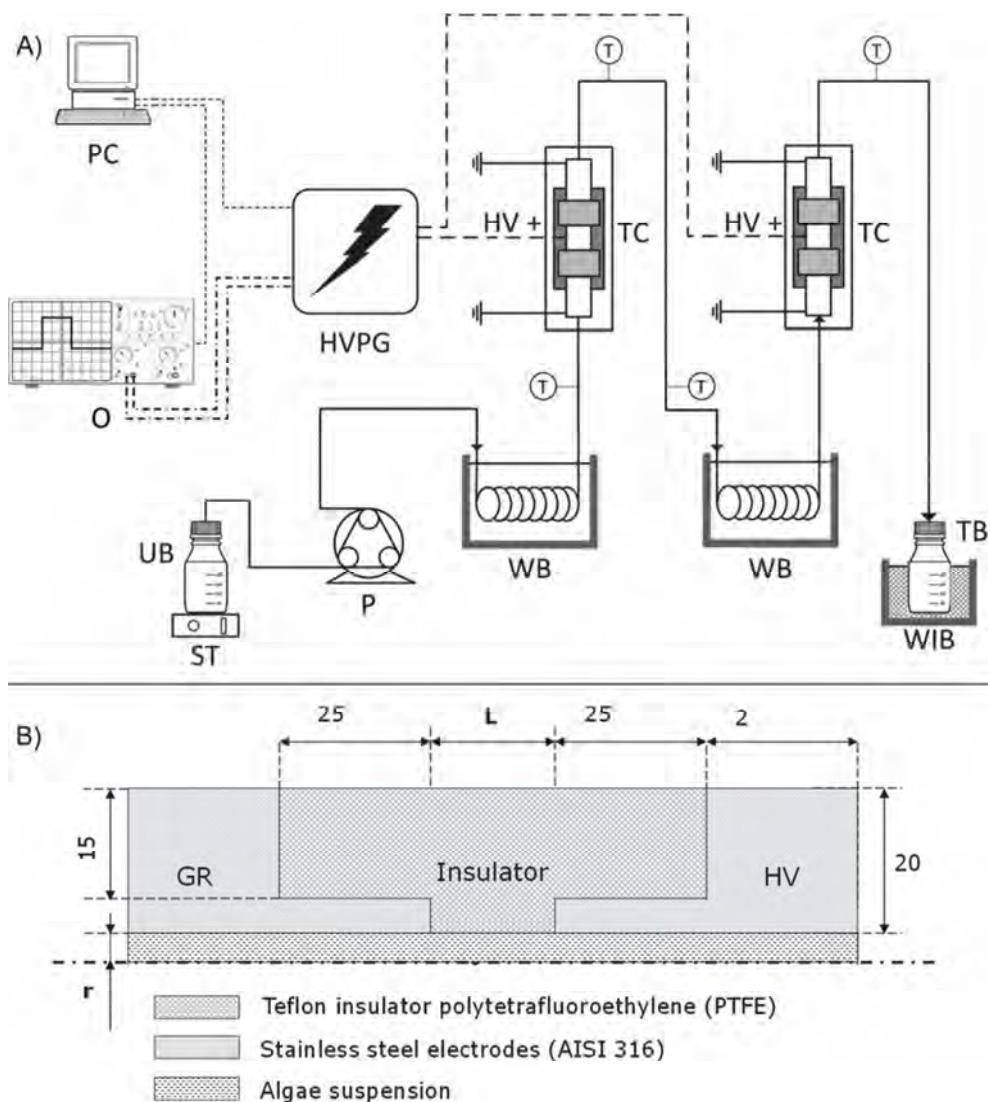 A)
PC
T
T
HV +
TC
HV +
TC
HVPG
O
T
T
UB
P
WB
WB
TB
ST
WIB
B)
25
L
25
2
15
GR
Insulator
HV
20
r
Teflon insulator polytetrafluoroethylene (PTFE)
Stainless steel electrodes (AISI 316)
Algae suspension